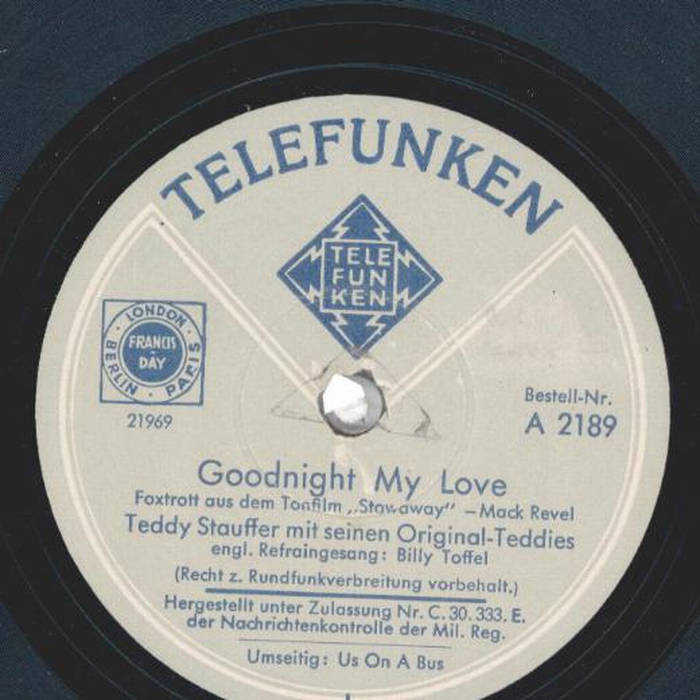 TELEFUNKEN
TELE
FUN
KEN
LONDON
FRANCIS
DAY
BERLIN · PARIS
21969
Bestell-Nr.
A 2189
Goodnight My Love
Foxtrott aus dem Tonfilm „Stowaway" —Mack Revel
Teddy Stauffer mit seinen Original-Teddies
engl. Refraingesang: Billy Toffel
(Recht z. Rundfunkverbreitung vorbehalt.)
Hergestellt unter Zulassung Nr. C. 30. 333. E.
der Nachrichtenkontrolle der Mil. Reg.
Umseitig: Us On A Bus